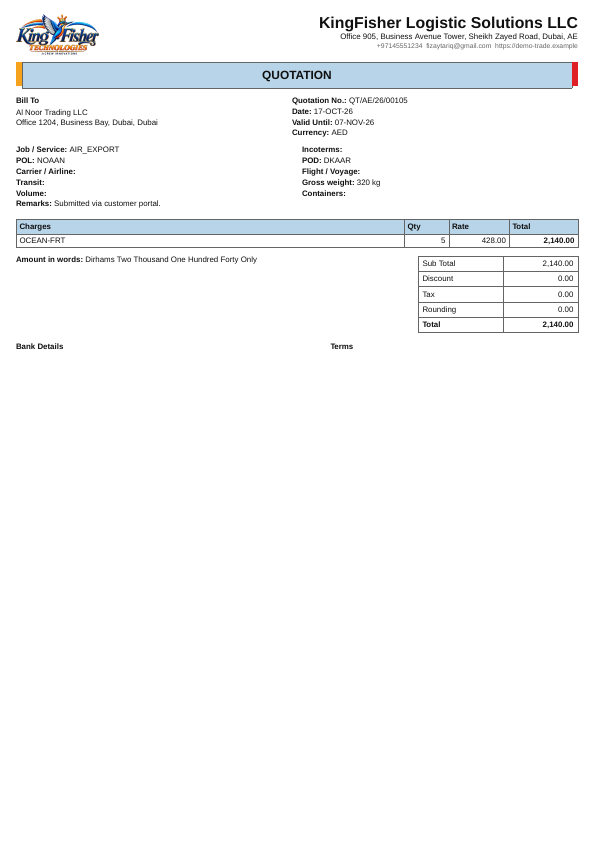 King Fisher
TECHNOLOGIES
KingFisher Logistic Solutions LLC
Office 905, Business Avenue Tower, Sheikh Zayed Road, Dubai, AE
+97145551234 fizaytariq@gmail.com https://demo-trade.example
QUOTATION
Bill To
Al Noor Trading LLC
Office 1204, Business Bay, Dubai, Dubai
Quotation No.: QT/AE/26/00105
Date: 17-OCT-26
Valid Until: 07-NOV-26
Currency: AED
Job / Service: AIR_EXPORT
Incoterms:
POL: NOAAN
POD: DKAAR
Carrier / Airline:
Flight / Voyage:
Transit:
Gross weight: 320 kg
Volume:
Containers:
Remarks: Submitted via customer portal.
Charges Qty Rate Total
OCEAN-FRT 5 428.00 2,140.00
Amount in words: Dirhams Two Thousand One Hundred Forty Only
Sub Total 2,140.00
Discount 0.00
Tax 0.00
Rounding 0.00
Total 2,140.00
Bank Details
Terms